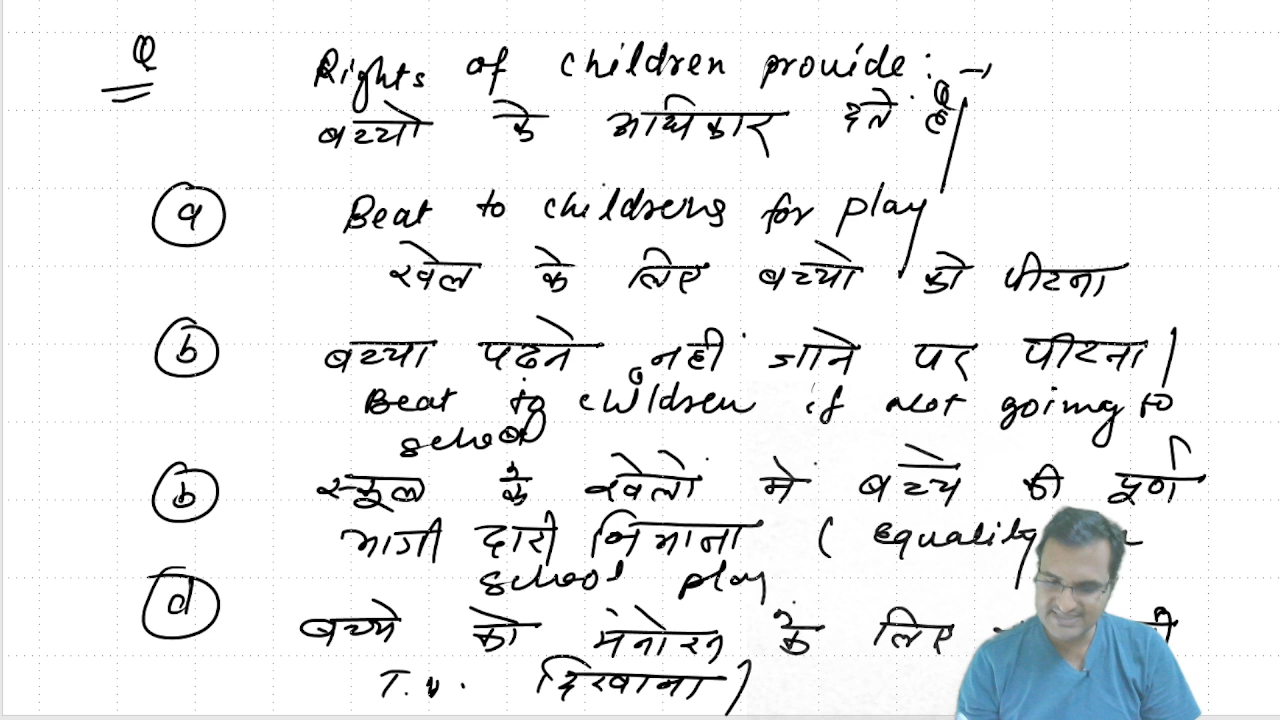 Q
Rights of children provide :→
बच्चो के अधिकार देते है|
(a) Beat to childrens for play
खेल के लिए बच्चो को पीटना
(b) बच्चा पढने नही जाने पर पीटना|
Beat to children if not going to
school
(b) स्कूल के खेलों में बच्चे की पूर्ण
भागी दारी निभाना ( Equality
school play
(d) बच्चे को मनोरन के लिए
T.v. दिखाना|